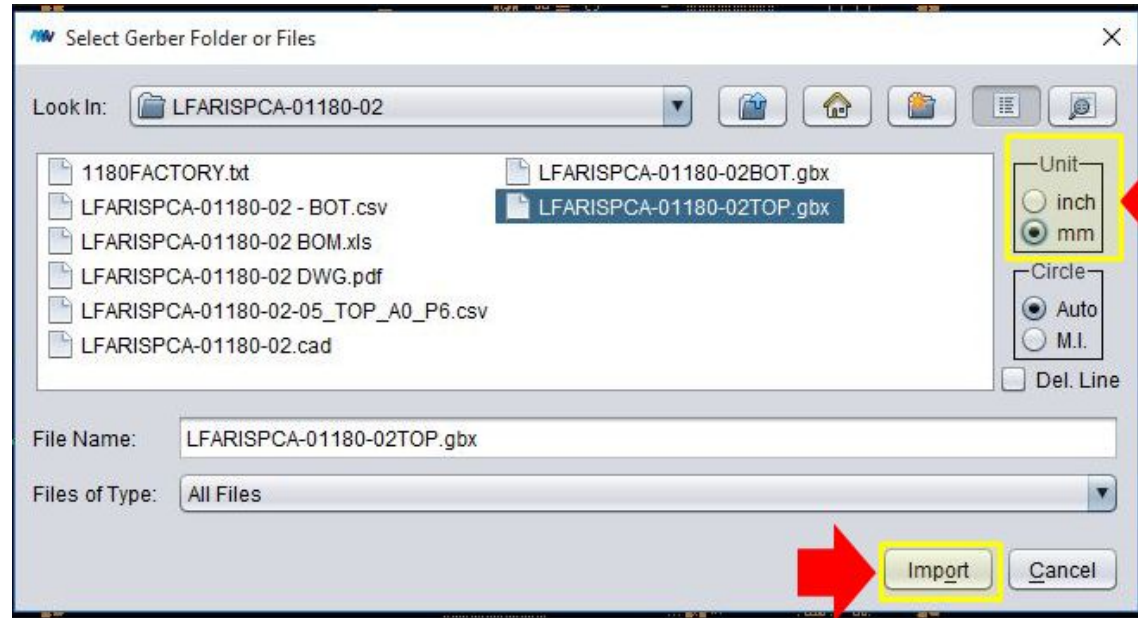 Select Gerber Folder or Files
Look In: LFARISPCA-01180-02
1180FACTORY.txt
LFARISPCA-01180-02 - BOT.csv
LFARISPCA-01180-02 BOM.xls
LFARISPCA-01180-02 DWG.pdf
LFARISPCA-01180-02-05_TOP_A0_P6.csv
LFARISPCA-01180-02.cad
LFARISPCA-01180-02BOT.gbx
LFARISPCA-01180-02TOP.gbx
Unit
inch
mm
Circle
Auto
M.I.
Del. Line
File Name: LFARISPCA-01180-02TOP.gbx
Files of Type: All Files
Import Cancel